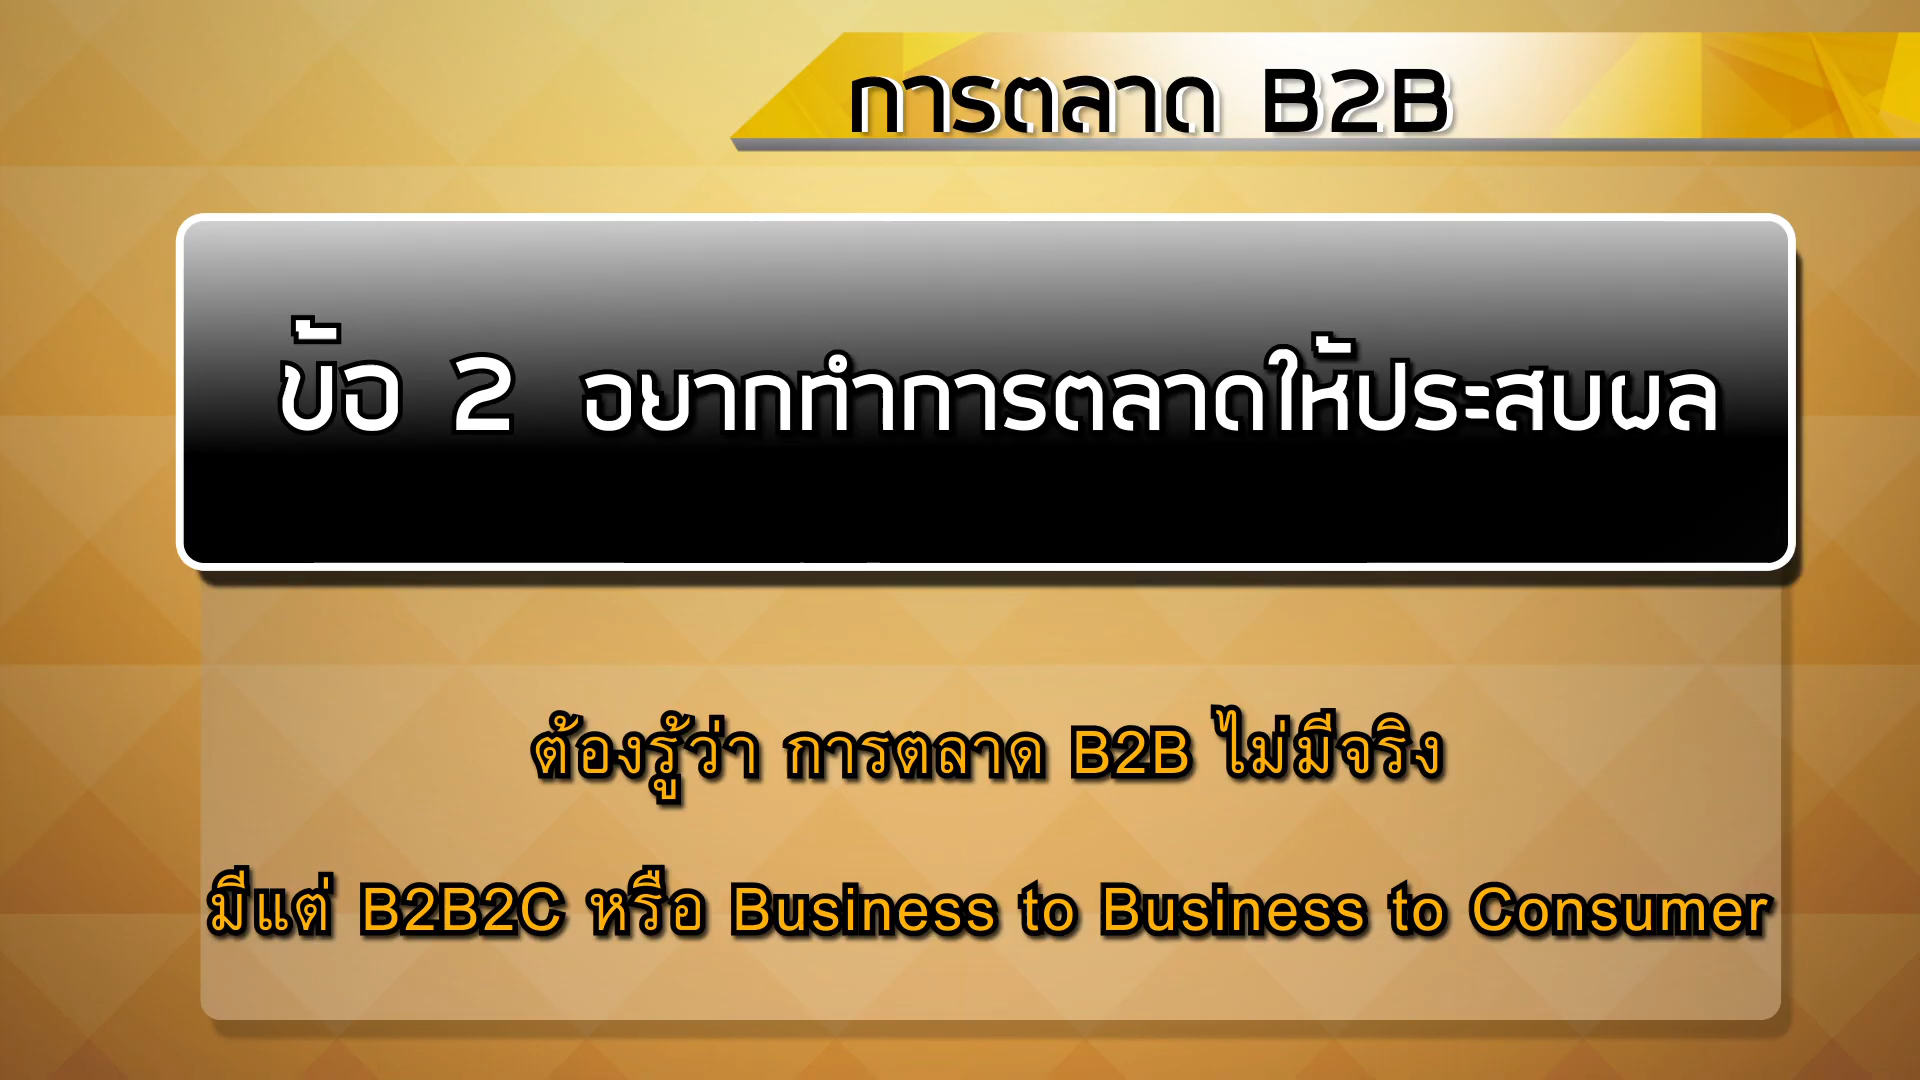 การตลาด B2B
ข้อ 2 อยากทำการตลาดให้ประสบผล
ต้องรู้ว่า การตลาด B2B ไม่มีจริง
มีแต่ B2B2C หรือ Business to Business to Consumer